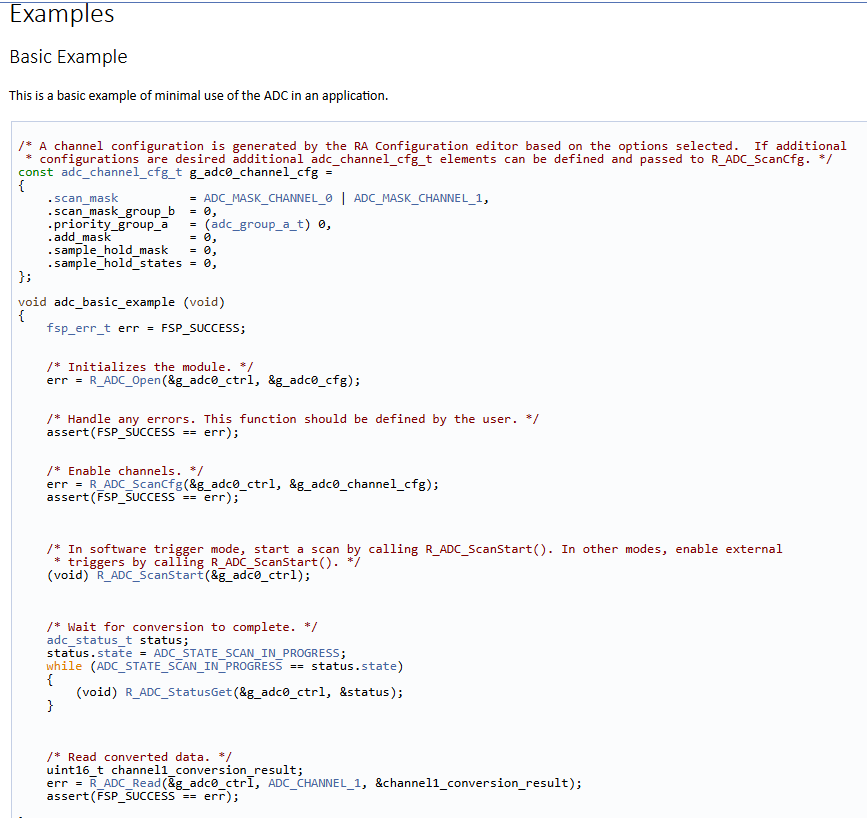 Examples
Basic Example
This is a basic example of minimal use of the ADC in an application.
/* A channel configuration is generated by the RA Configuration editor based on the options selected.  If additional
 * configurations are desired additional adc_channel_cfg_t elements can be defined and passed to R_ADC_ScanCfg. */
const adc_channel_cfg_t g_adc0_channel_cfg =
{
    .scan_mask          = ADC_MASK_CHANNEL_0 | ADC_MASK_CHANNEL_1,
    .scan_mask_group_b  = 0,
    .priority_group_a   = (adc_group_a_t) 0,
    .add_mask           = 0,
    .sample_hold_mask   = 0,
    .sample_hold_states = 0,
};
void adc_basic_example (void)
{
    fsp_err_t err = FSP_SUCCESS;
    /* Initializes the module. */
    err = R_ADC_Open(&g_adc0_ctrl, &g_adc0_cfg);
    /* Handle any errors. This function should be defined by the user. */
    assert(FSP_SUCCESS == err);
    /* Enable channels. */
    err = R_ADC_ScanCfg(&g_adc0_ctrl, &g_adc0_channel_cfg);
    assert(FSP_SUCCESS == err);
    /* In software trigger mode, start a scan by calling R_ADC_ScanStart(). In other modes, enable external
     * triggers by calling R_ADC_ScanStart(). */
    (void) R_ADC_ScanStart(&g_adc0_ctrl);
    /* Wait for conversion to complete. */
    adc_status_t status;
    status.state = ADC_STATE_SCAN_IN_PROGRESS;
    while (ADC_STATE_SCAN_IN_PROGRESS == status.state)
    {
        (void) R_ADC_StatusGet(&g_adc0_ctrl, &status);
    }
    /* Read converted data. */
    uint16_t channel1_conversion_result;
    err = R_ADC_Read(&g_adc0_ctrl, ADC_CHANNEL_1, &channel1_conversion_result);
    assert(FSP_SUCCESS == err);